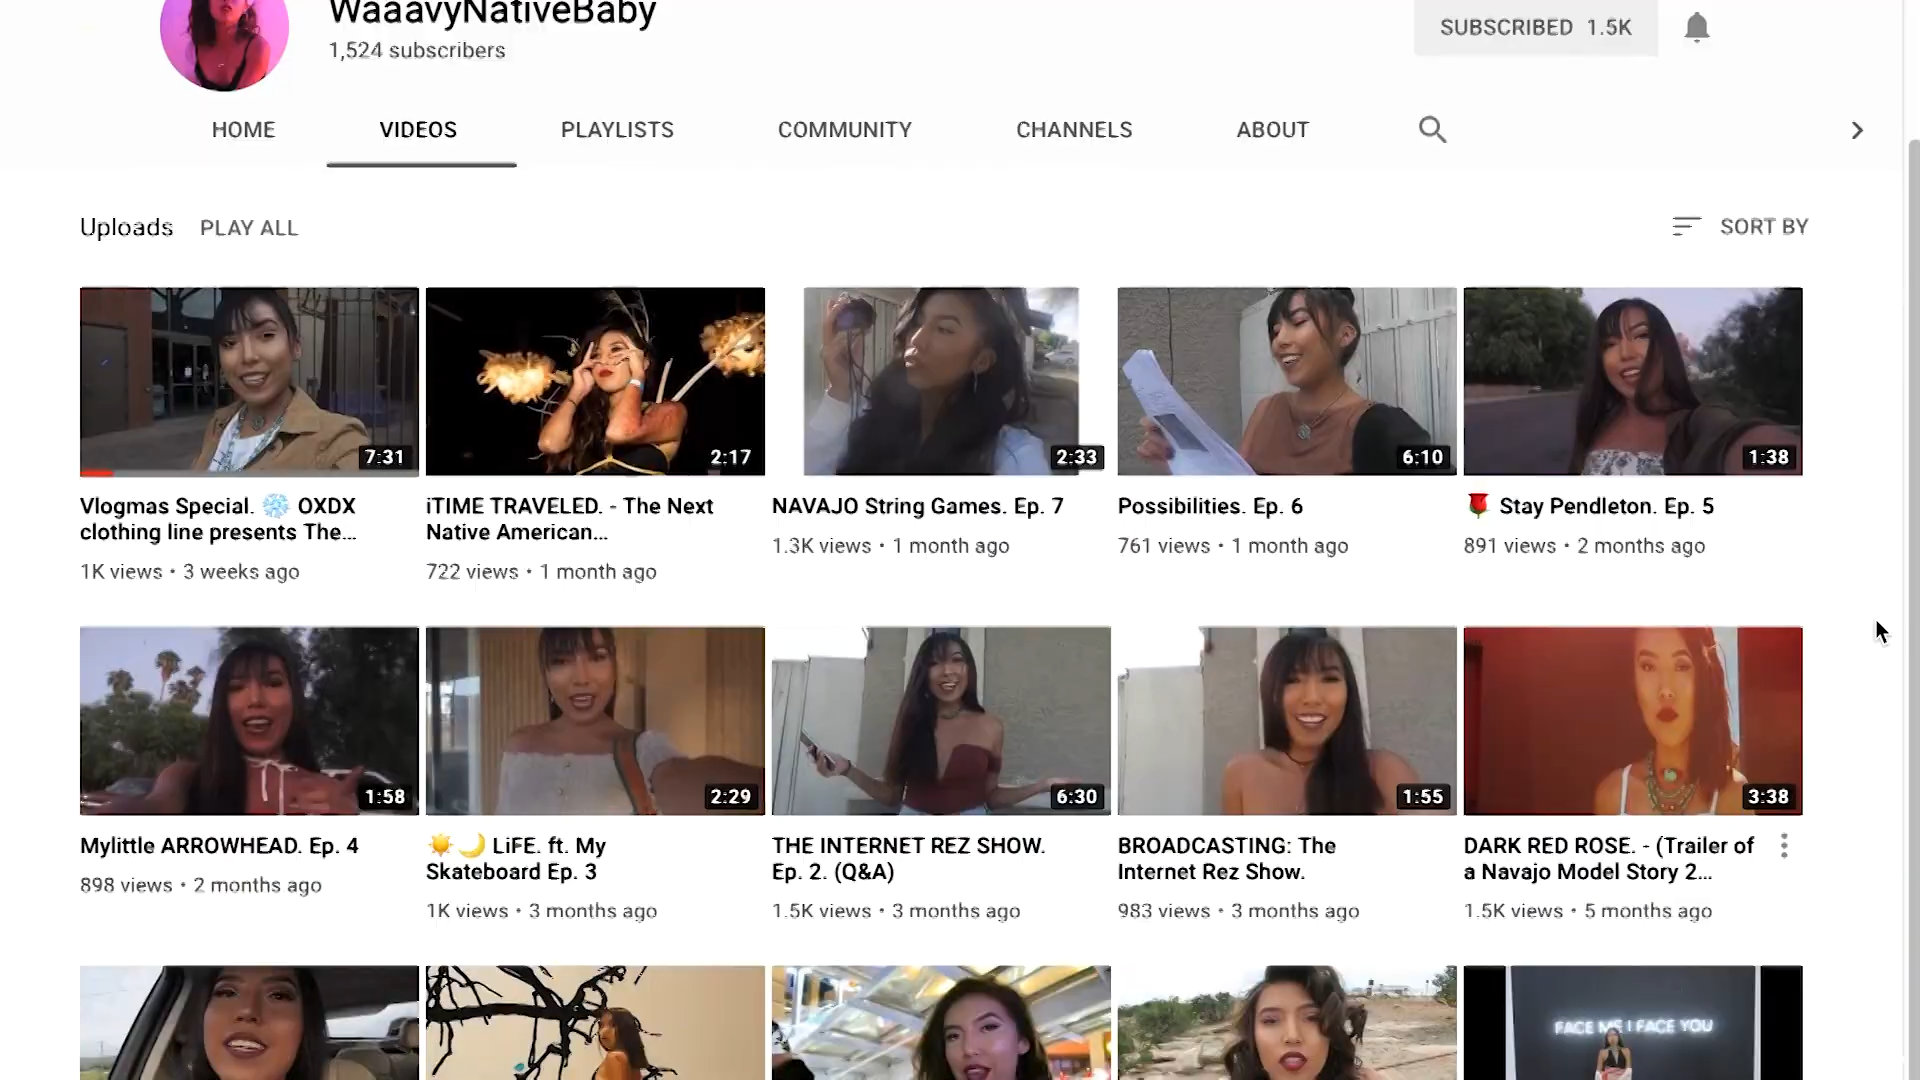 WaaavyNativeBaby
1,524 subscribers
SUBSCRIBED 1.5K
HOME VIDEOS PLAYLISTS COMMUNITY CHANNELS ABOUT
Uploads PLAY ALL
SORT BY
7:31
2:17
2:33
6:10
1:38
Vlogmas Special. ❄️ OXDX
clothing line presents The...
1K views • 3 weeks ago
iTIME TRAVELED. - The Next
Native American...
722 views • 1 month ago
NAVAJO String Games. Ep. 7
1.3K views • 1 month ago
Possibilities. Ep. 6
761 views • 1 month ago
🌹 Stay Pendleton. Ep. 5
891 views • 2 months ago
1:58
2:29
6:30
1:55
3:38
Mylittle ARROWHEAD. Ep. 4
898 views • 2 months ago
☀️🌙 LiFE. ft. My
Skateboard Ep. 3
1K views • 3 months ago
THE INTERNET REZ SHOW.
Ep. 2. (Q&A)
1.5K views • 3 months ago
BROADCASTING: The
Internet Rez Show.
983 views • 3 months ago
DARK RED ROSE. - (Trailer of
a Navajo Model Story 2...
1.5K views • 5 months ago
FACE ME I FACE YOU